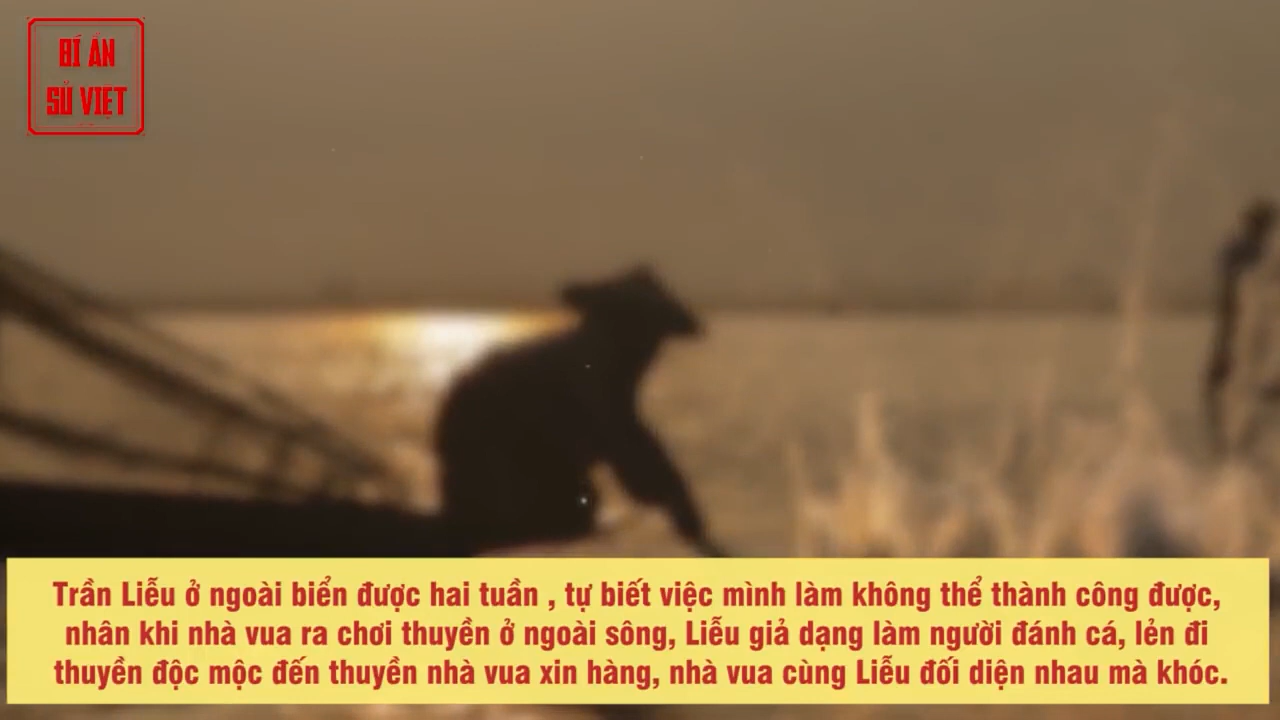 BÍ ẨN
SỬ VIỆT
Trần Liễu ở ngoài biển được hai tuần , tự biết việc mình làm không thể thành công được,
nhân khi nhà vua ra chơi thuyền ở ngoài sông, Liễu giả dạng làm người đánh cá, lẻn đi
thuyền độc mộc đến thuyền nhà vua xin hàng, nhà vua cùng Liễu đối diện nhau mà khóc.